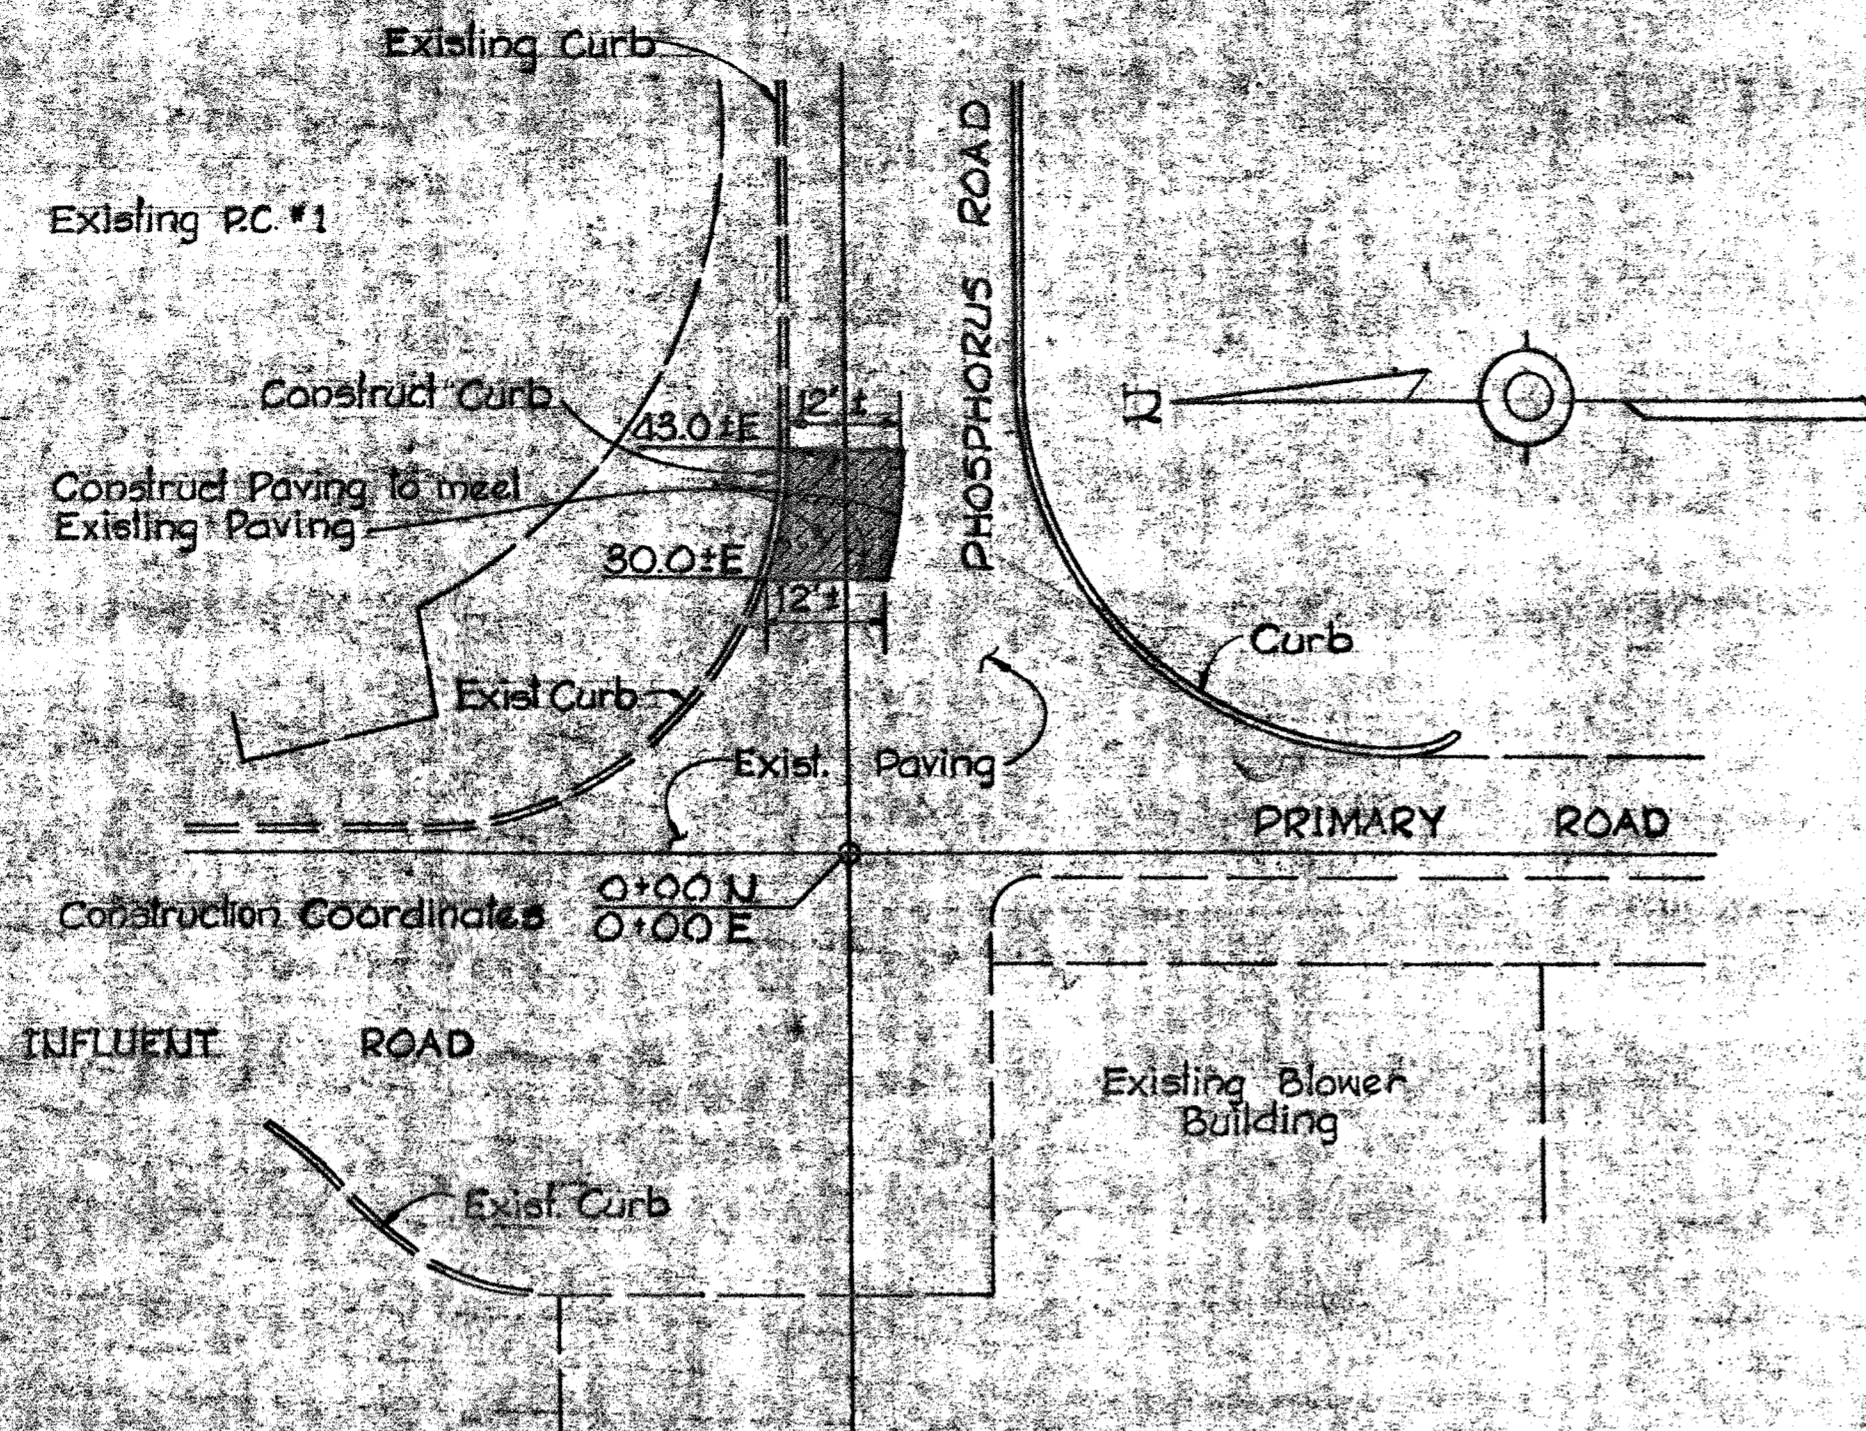 Existing Curb
PHOSPHORUS ROAD
Existing P.C. #1
N
Construct Curb
12' ±
43.0±E
Construct Paving to meet
Existing Paving
30.0±E
12'±
Curb
Exist Curb
Exist. Paving
PRIMARY ROAD
Construction Coordinates
0+00 N
0+00 E
INFLUENT ROAD
Existing Blower
Building
Exist. Curb